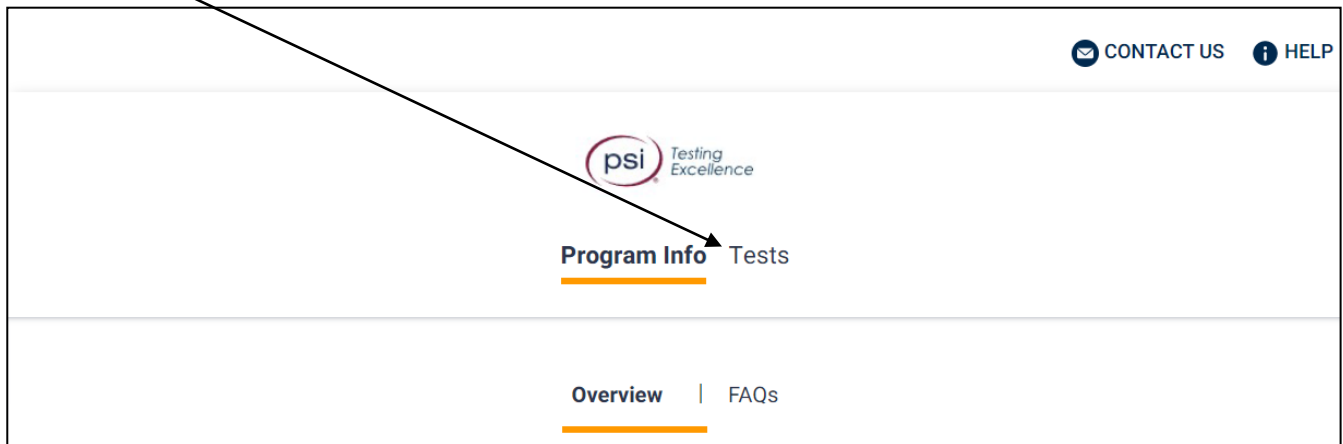 CONTACT US HELP
psi Testing
Excellence
Program Info Tests
Overview | FAQs